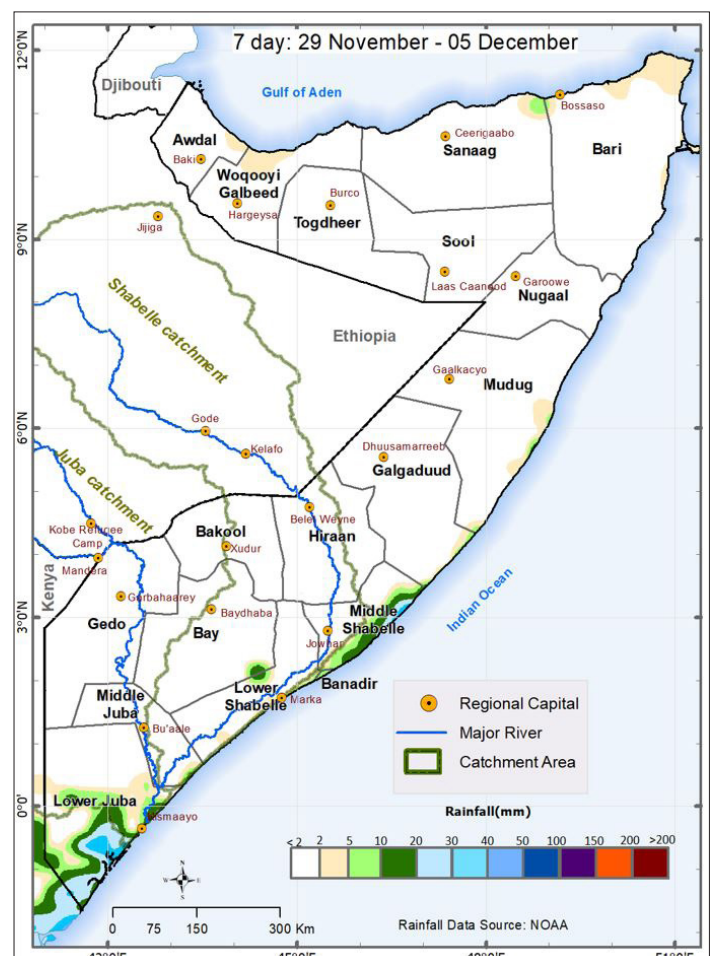 7 day: 29 November - 05 December
12°0'N
Djibouti
Gulf of Aden
Bossaso
Awdal
Ceerigaabo
Sanaag
Bari
Baki
Woqooyi
Galbeed
Burco
Hargeysa
Togdheer
Jijiga
9°0'N
Sool
Laas Caanood
Garoowe
Nugaal
Shabelle catchment
Ethiopia
Gaalkacyo
Mudug
Gode
6°0'N
Kelafo
Dhuusamarreeb
Galgaduud
Juba catchment
Belet Weyne
Kobe Refucee
Camp
Bakool
Hiraan
Xudur
Mandera
Kenya
Gurbahaarey
Indian Ocean
3°0'N
Gedo
Baydhaba
Bay
Middle
Shabelle
Jowhar
Banadir
Lower
Shabelle
Marka
Middle
Juba
Bu'aale
Regional Capital
Major River
Catchment Area
0°0'
Lower Juba
Kismaayo
Rainfall(mm)
<2 2 5 10 20 30 40 50 100 150 200 >200
N
W E
S
0 75 150 300 Km
Rainfall Data Source: NOAA